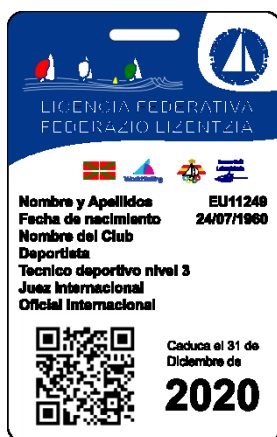 LICENCIA FEDERATIVA
FEDERAZIO LIZENTZIA
Nombre y Apellidos EU11249
Fecha de nacimiento 24/07/1960
Nombre del Club
Deportista
Tecnico deportivo nivel 3
Juez Internacional
Oficial Internacional
Caduca el 31 de
Diciembre de
2020